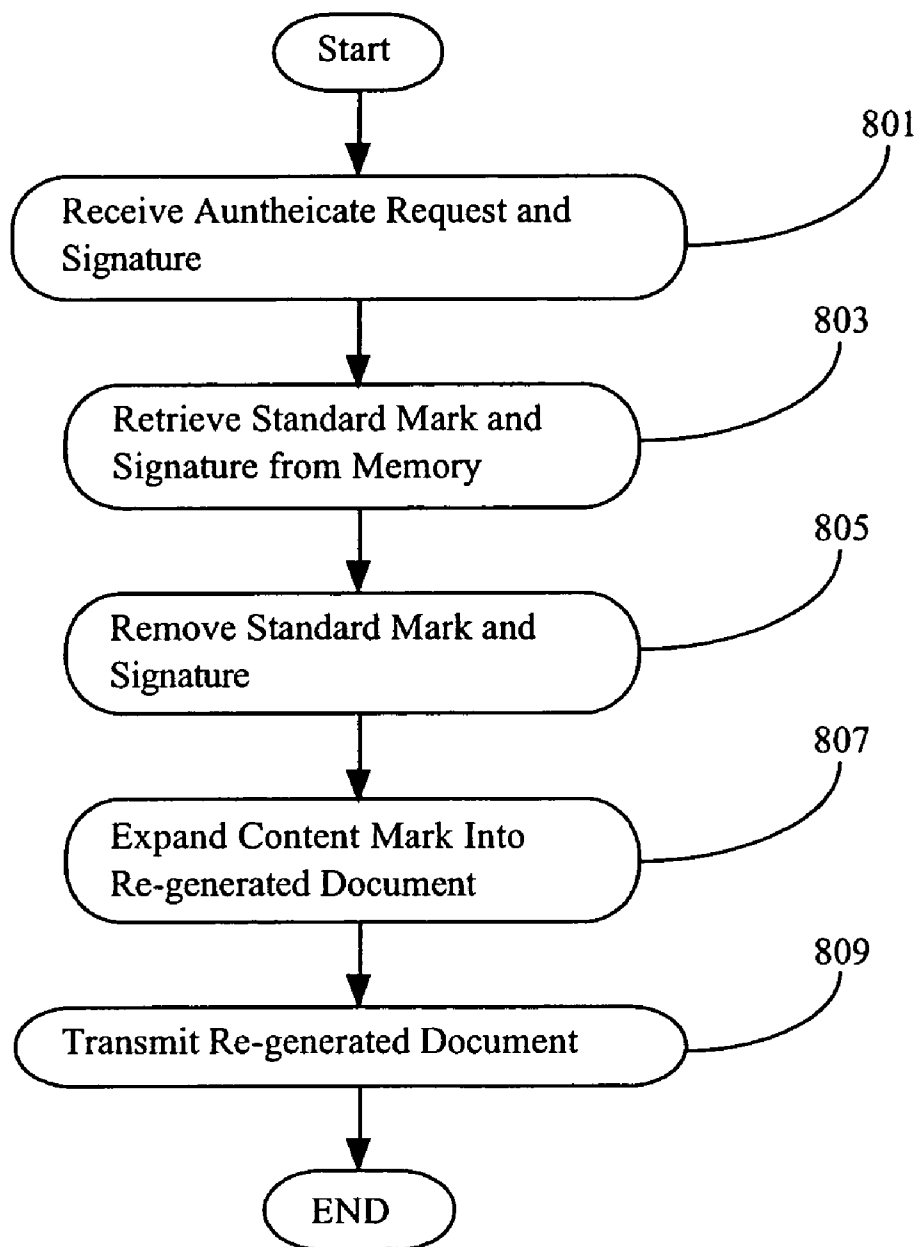 Start
801
Receive Auntheicate Request and
Signature
803
Retrieve Standard Mark and
Signature from Memory
805
Remove Standard Mark and
Signature
807
Expand Content Mark Into
Re-generated Document
809
Transmit Re-generated Document
END